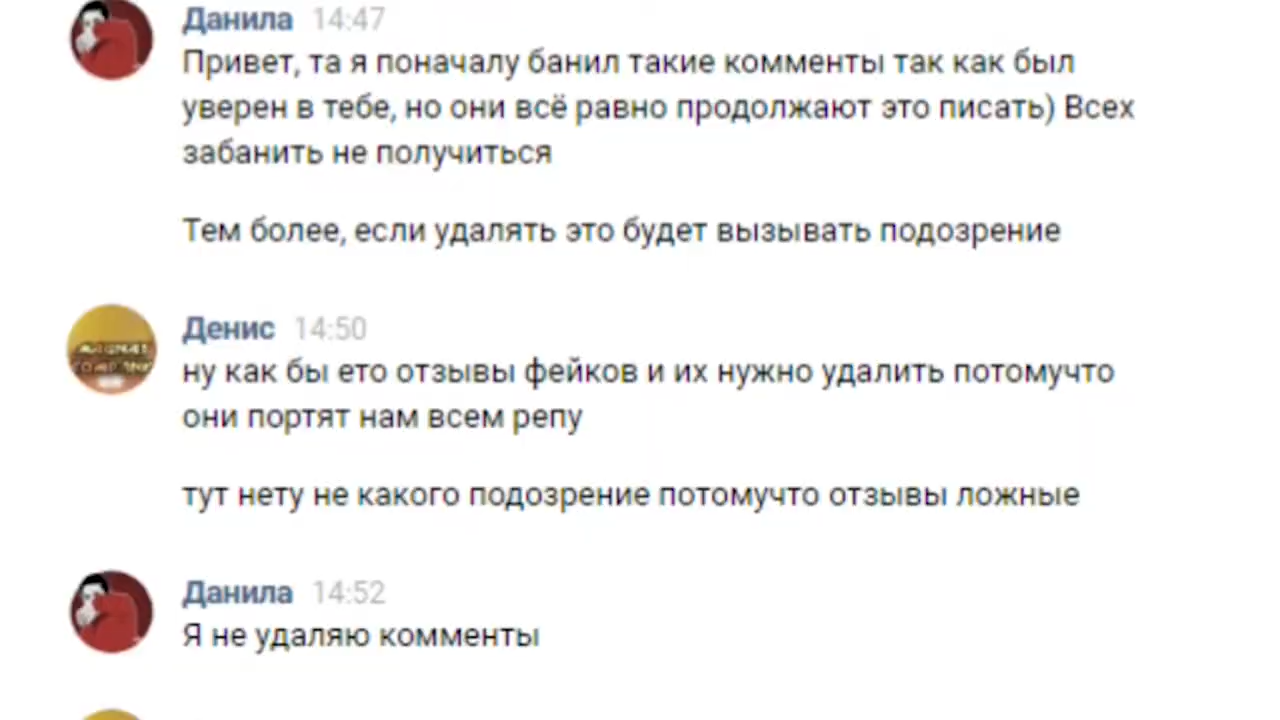 Данила 14:47
Привет, та я поначалу банил такие комменты так как был
уверен в тебе, но они всё равно продолжают это писать) Всех
забанить не получиться
Тем более, если удалять это будет вызывать подозрение
Денис 14:50
ну как бы ето отзывы фейков и их нужно удалить потомучто
они портят нам всем репу
тут нету не какого подозрение потомучто отзывы ложные
Данила 14:52
Я не удаляю комменты